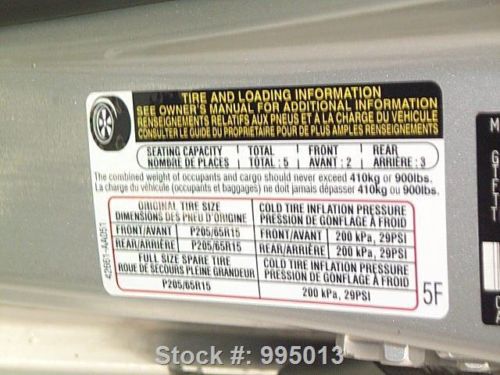 TIRE AND LOADING INFORMATION
SEE OWNER'S MANUAL FOR ADDITIONAL INFORMATION
RENSEIGNEMENTS RELATIFS AUX PNEUS ET À LA CHARGE DU VÉHICULE
CONSULTER LE GUIDE DU PROPRIÉTAIRE POUR DE PLUS AMPLES RENSEIGNEMENTS
SEATING CAPACITY TOTAL FRONT REAR
NOMBRE DE PLACES TOTAL : 5 AVANT : 2 ARRIÈRE : 3
The combined weight of occupants and cargo should never exceed 410kg or 900lbs.
La charge du véhicule (occupants et bagages) ne doit jamais dépasser 410kg ou 900lbs.
ORIGINAL TIRE SIZE COLD TIRE INFLATION PRESSURE
DIMENSIONS DES PNEU D'ORIGINE PRESSION DE GONFLAGE À FROID
FRONT/AVANT P205/65R15 FRONT/AVANT 200 kPa, 29PSI
REAR/ARRIÈRE P205/65R15 REAR/ARRIÈRE 200 kPa, 29PSI
FULL SIZE SPARE TIRE COLD TIRE INFLATION PRESSURE
ROUE DE SECOURS PLEINE GRANDEUR PRESSION DE GONFLAGE À FROID
P205/65R15 200 kPa, 29PSI
42661-AA051
5F
Stock #: 995013